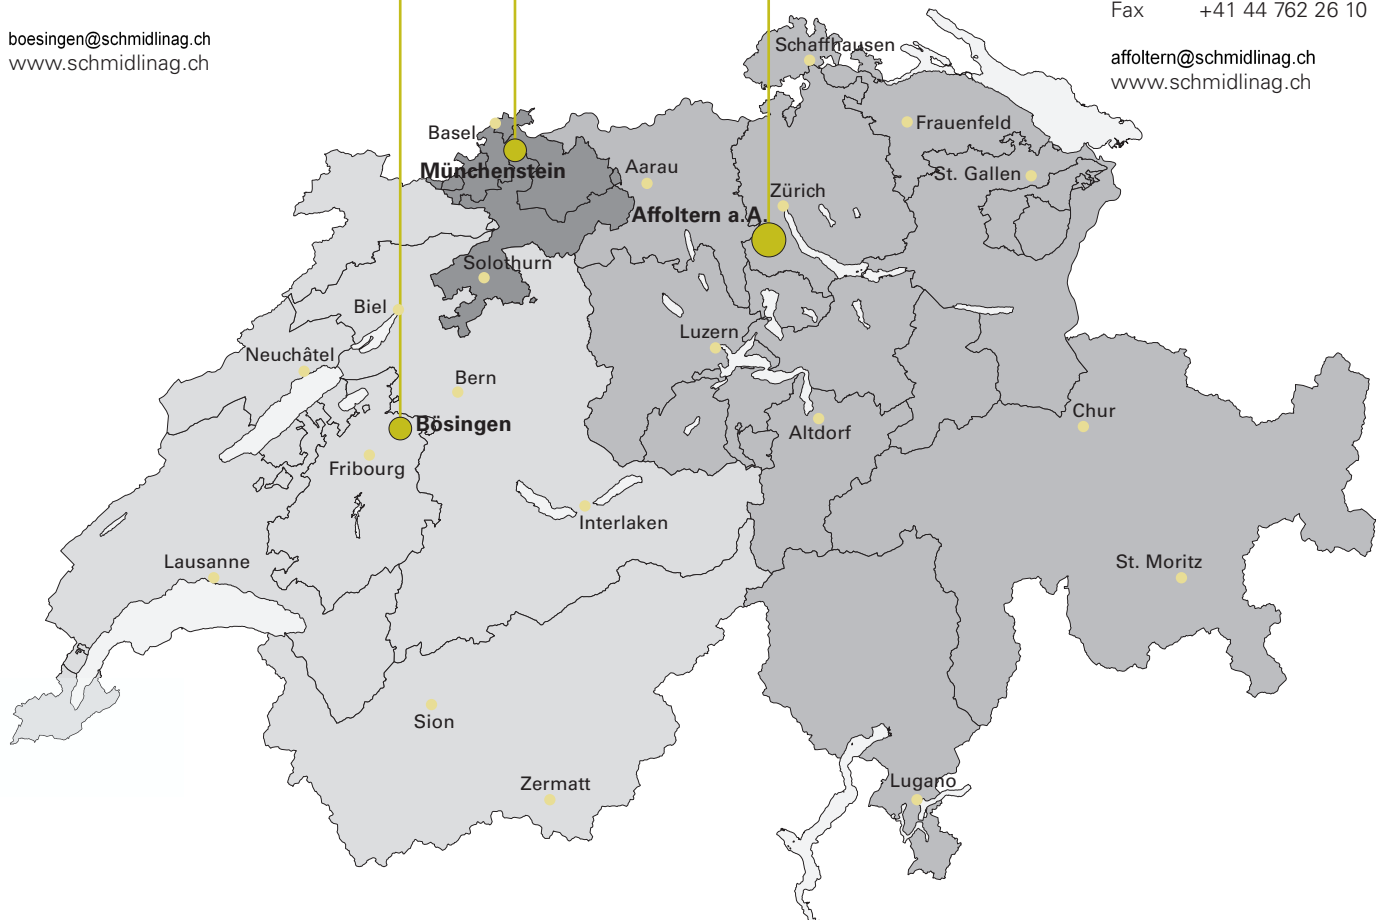 Fax +41 44 762 26 10
boesingen@schmidlinag.ch
www.schmidlinag.ch
affoltern@schmidlinag.ch
www.schmidlinag.ch
Schaffhausen
Basel
Frauenfeld
Münchenstein
Aarau
St. Gallen
Zürich
Affoltern a.A.
Solothurn
Biel
Luzern
Neuchâtel
Bern
Chur
Bösingen
Altdorf
Fribourg
Interlaken
Lausanne
St. Moritz
Sion
Zermatt
Lugano